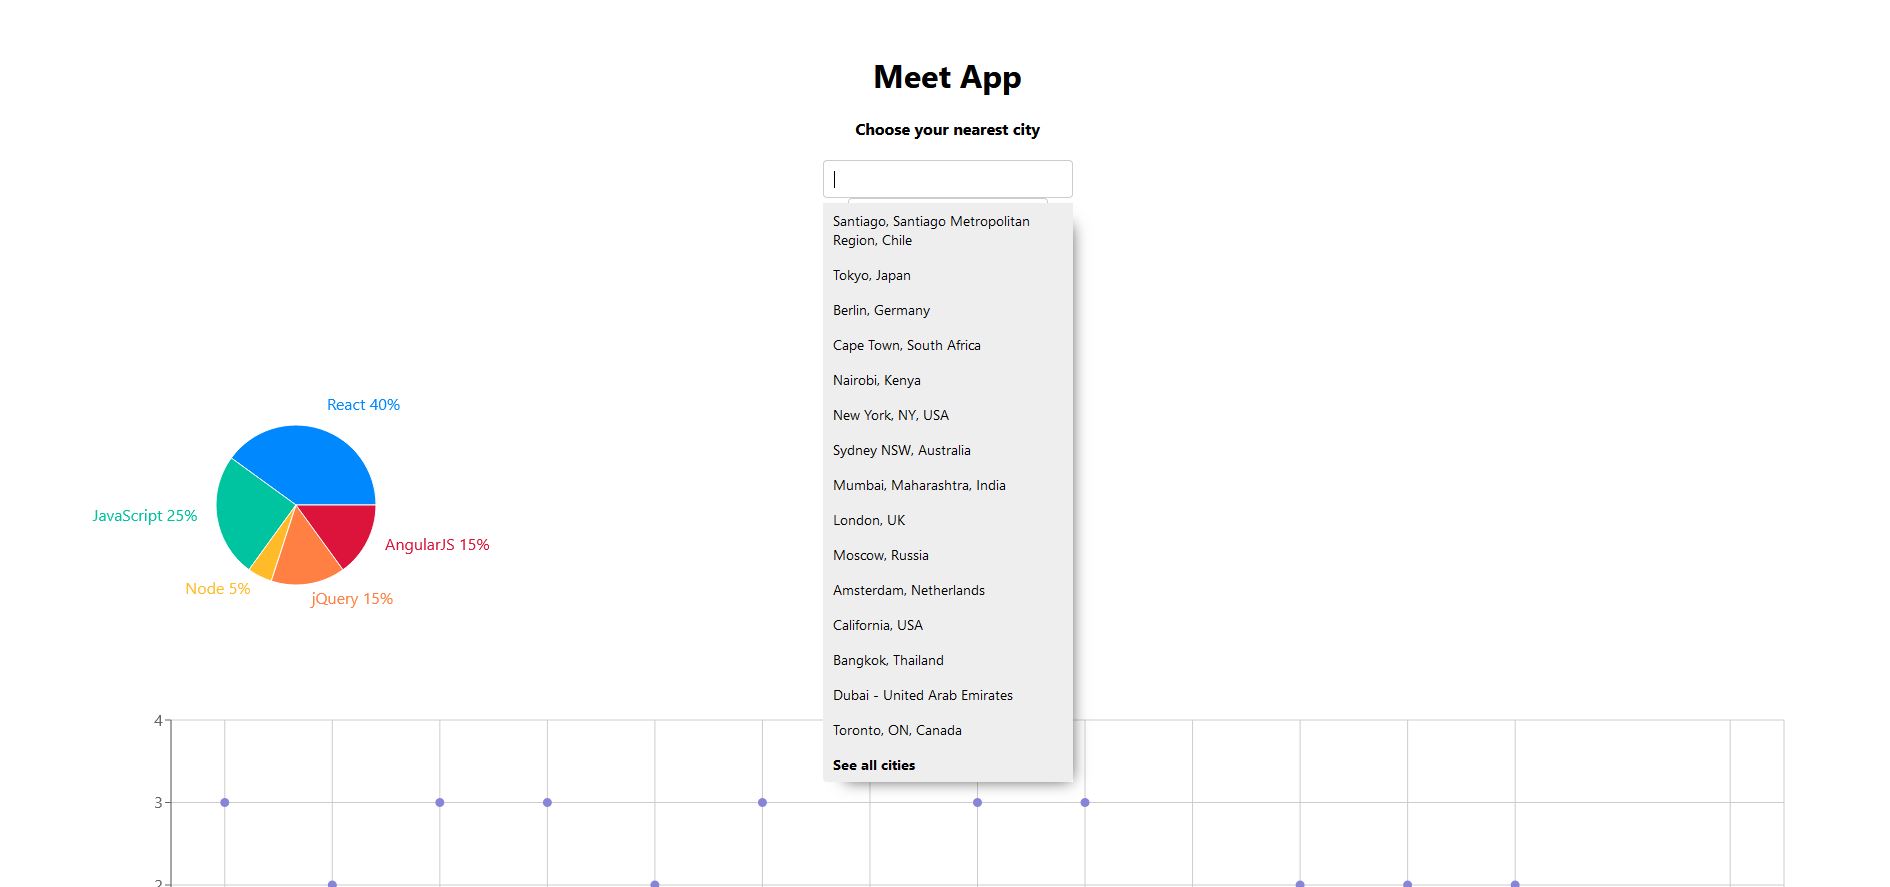 Meet App
Choose your nearest city
Santiago, Santiago Metropolitan
Region, Chile
Tokyo, Japan
Berlin, Germany
Cape Town, South Africa
Nairobi, Kenya
New York, NY, USA
Sydney NSW, Australia
Mumbai, Maharashtra, India
London, UK
Moscow, Russia
Amsterdam, Netherlands
California, USA
Bangkok, Thailand
Dubai - United Arab Emirates
Toronto, ON, Canada
See all cities
React 40%
JavaScript 25%
AngularJS 15%
Node 5%
jQuery 15%
4
3
2